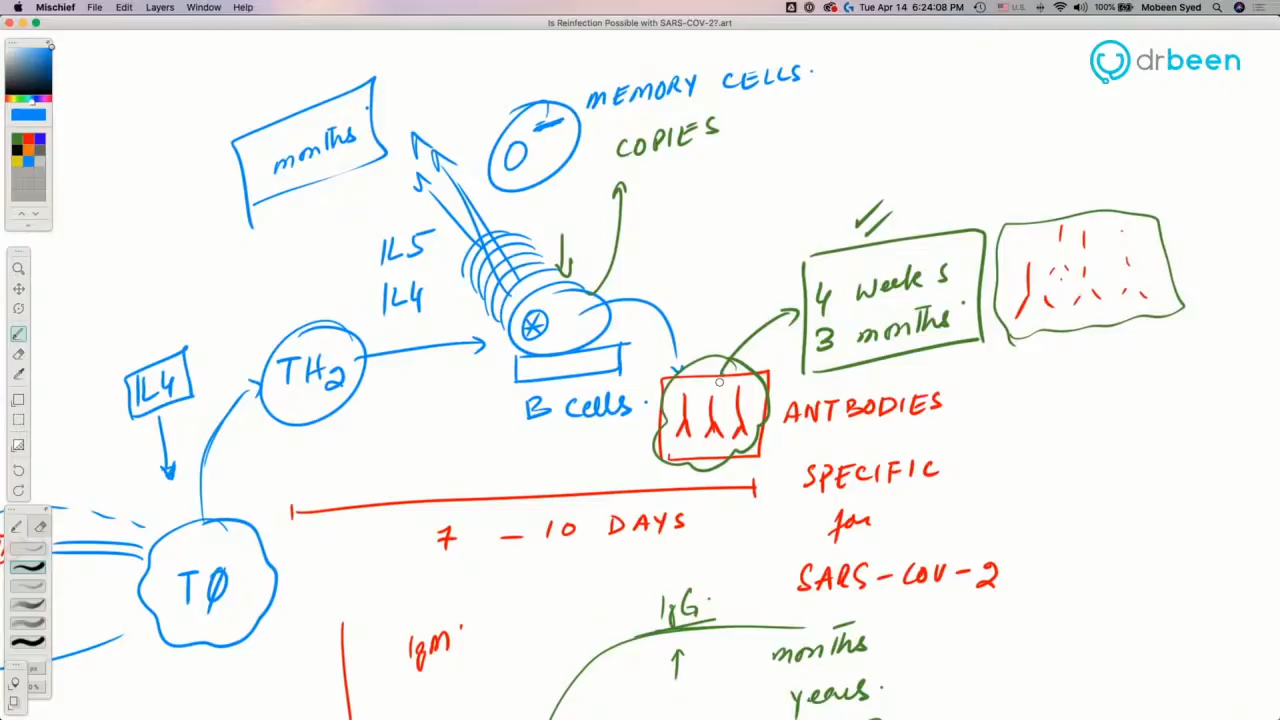 Mischief File Edit Layers Window Help
U.S. 100% Tue Apr 14 6:24:08 PM Mobeen Syed
Is Reinfection Possible with SARS-COV-2?.art
drbeen
MEMORY CELLS.
COPIES
months
IL5
IL4
4 weeks
3 months.
TH2
IL4
B cells.
ANTBODIES
SPECIFIC
for
SARS-COV-2
7 - 10 DAYS
TØ
IgG.
IgM
months
years.